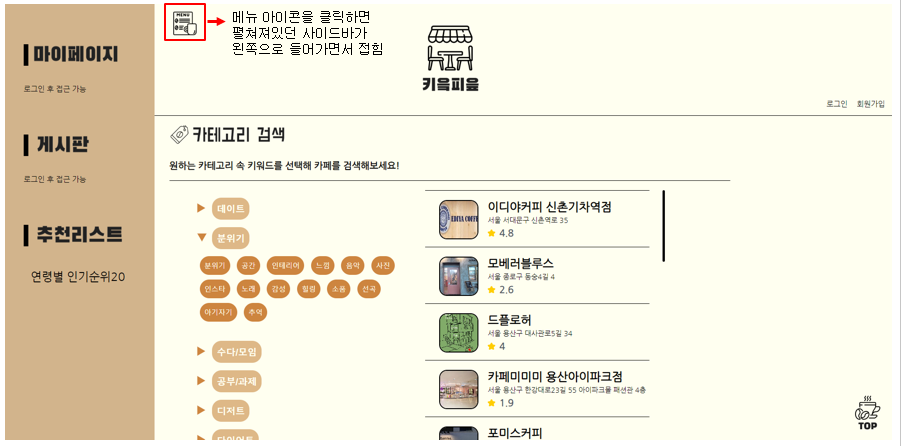 MENU
메뉴 아이콘을 클릭하면
펼쳐져있던 사이드바가
왼쪽으로 들어가면서 접힘
마이페이지
로그인 후 접근 가능
게시판
로그인 후 접근 가능
추천리스트
연령별 인기순위20
키읔피읖
로그인 회원가입
카테고리 검색
원하는 카테고리 속 키워드를 선택해 카페를 검색해보세요!
데이트
분위기
분위기 공간 인테리어 느낌 음악 사진
인스타 노래 감성 힐링 소품 선곡
아기자기 추억
수다/모임
공부/과제
디저트
다이어트
이디야커피 신촌기차역점
서울 서대문구 신촌역로 35
4.8
모베러블루스
서울 종로구 동숭4길 4
2.6
드플로허
서울 용산구 대사관로5길 34
4
카페미미미 용산아이파크점
서울 용산구 한강대로23길 55 아이파크몰 패션관 4층
1.9
포미스커피
TOP